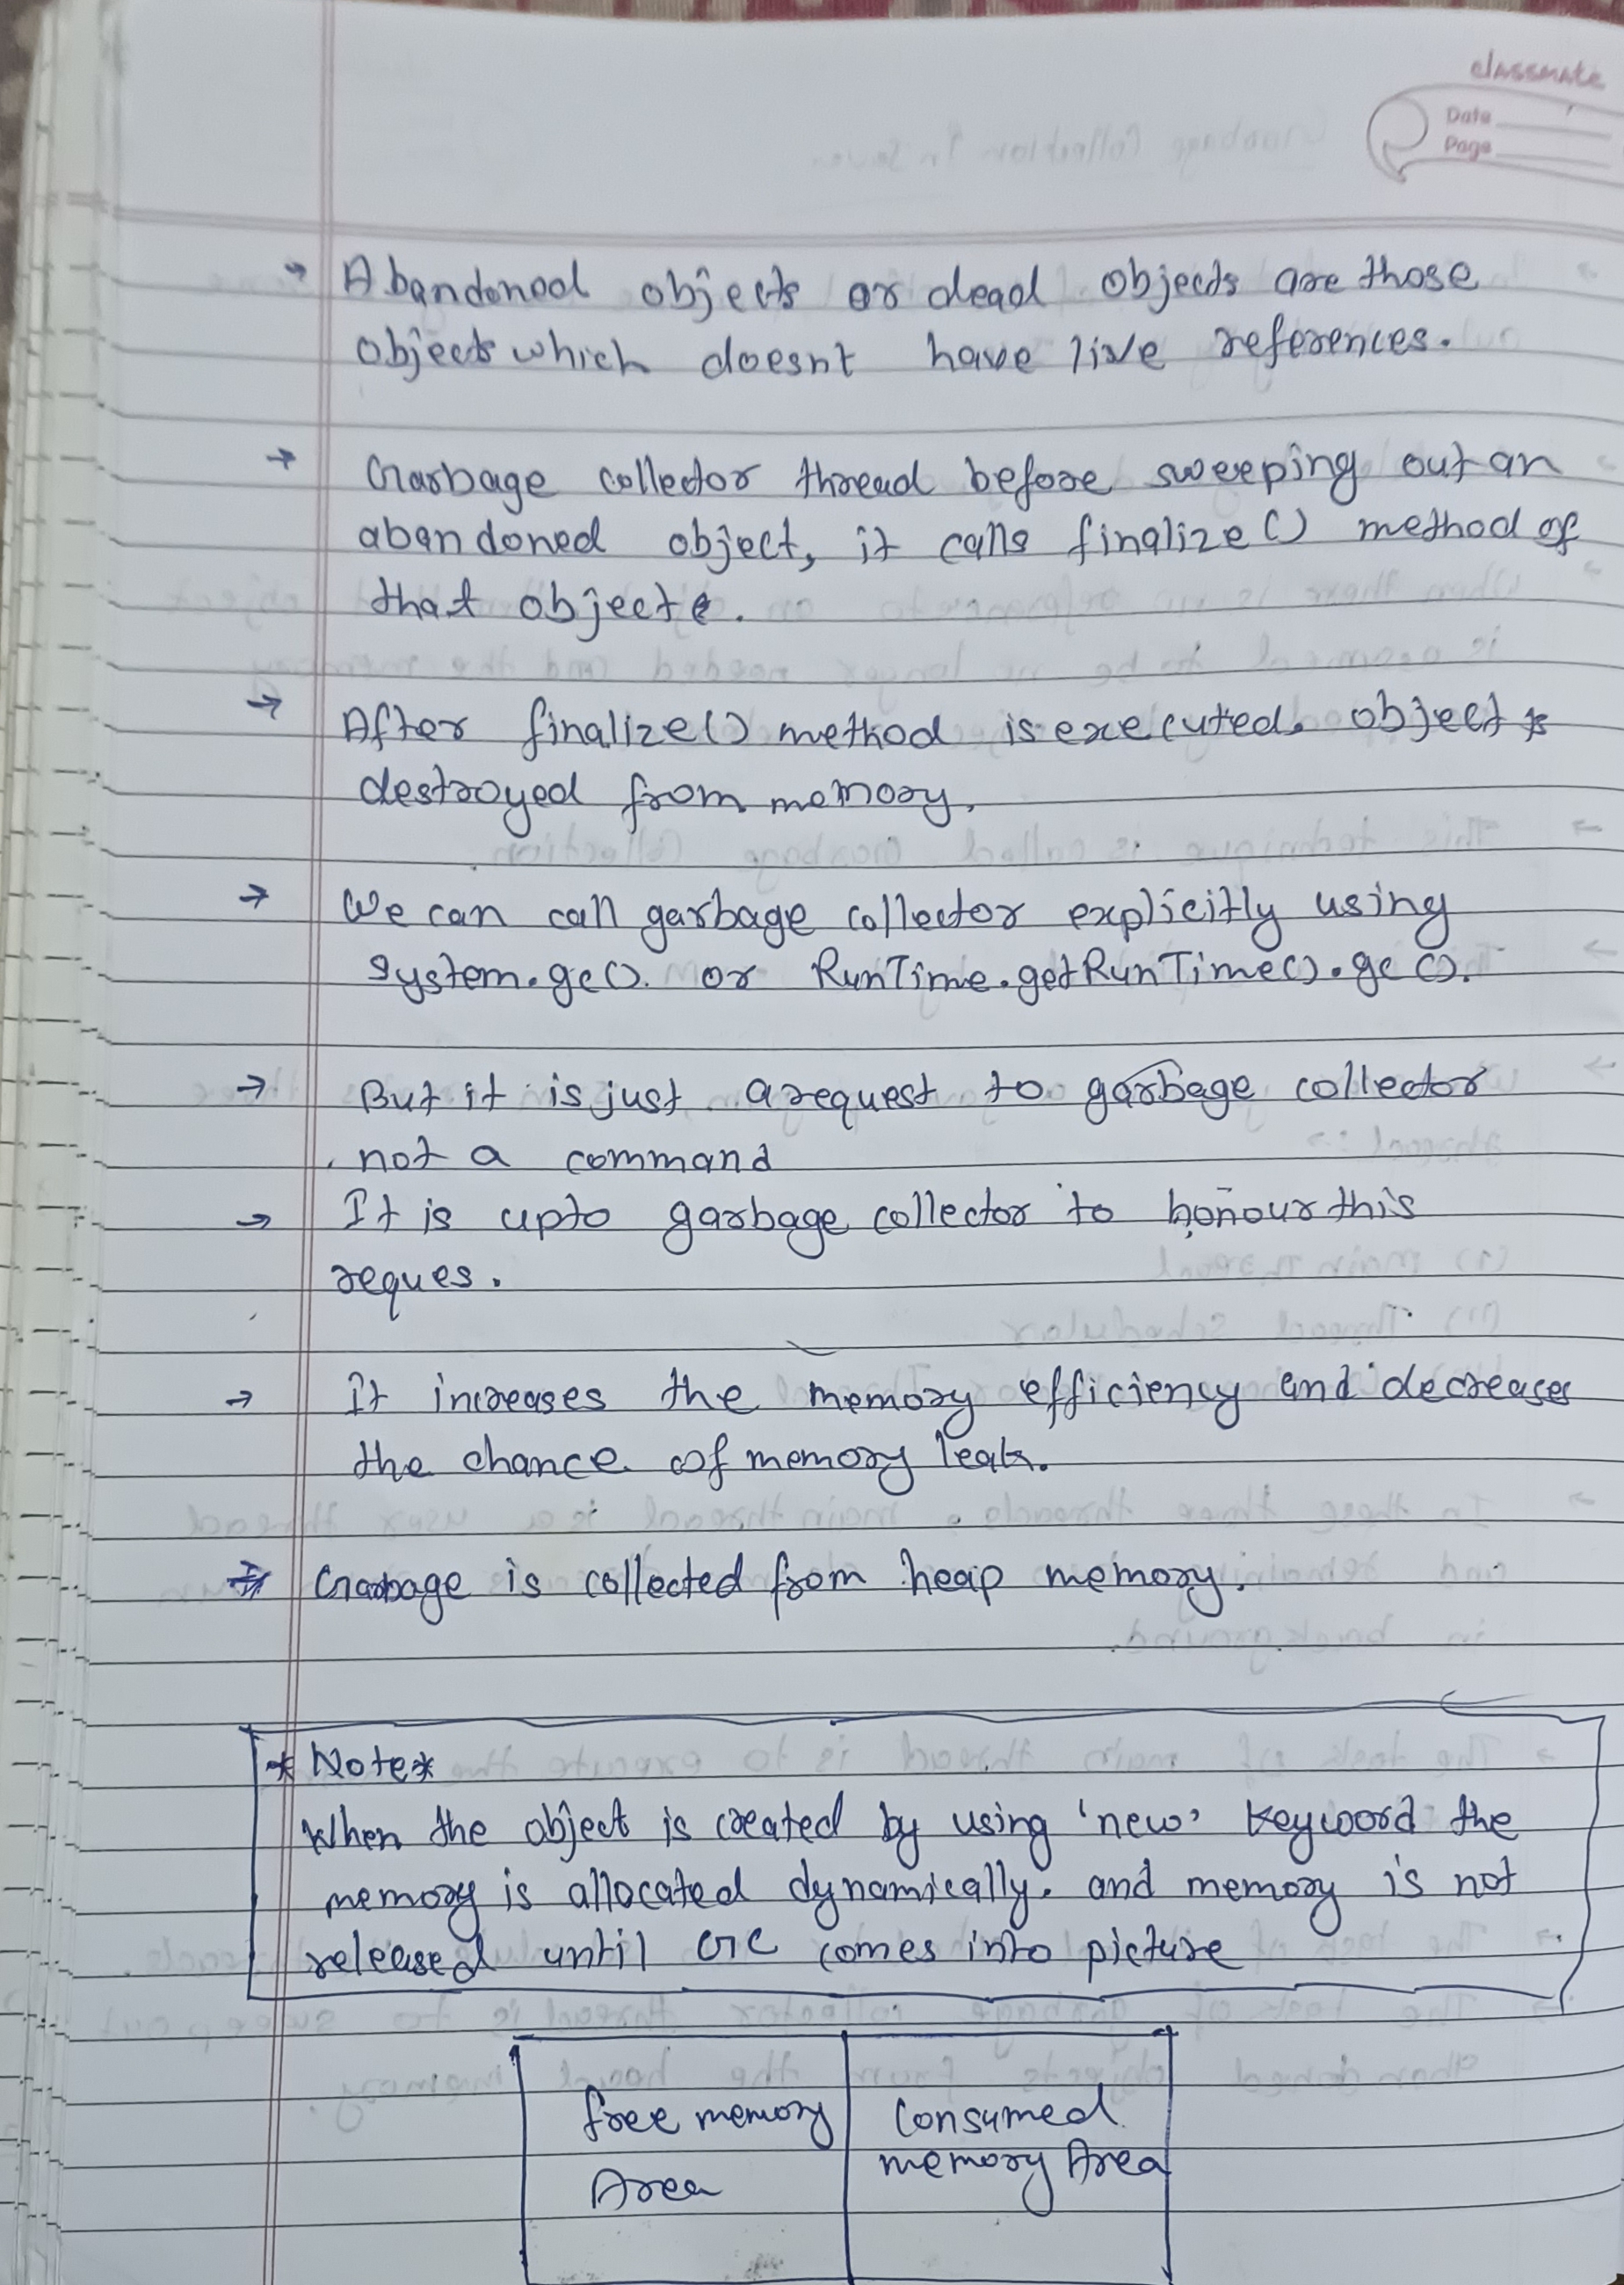 classmate
Date
Page
→ Abandoned objects or dead objects are those
objects which doesnt have live references.
→ Garbage collector thread before sweeping out an
abandoned object, it calls finalize() method of
that object.
→ After finalize() method is executed. object is
destroyed from memory.
→ We can call garbage collector explicitly using
System.gc(). or RunTime.getRunTime().gc().
→ But it is just a request to garbage collector
not a command
→ It is upto garbage collector to honour this
reques.
→ It increases the memory efficiency and decreases
the chance of memory leak.
→ Garbage is collected from heap memory.
*Note*
When the object is created by using 'new' keyword the
memory is allocated dynamically. and memory is not
released until GC comes into picture
free memory
Area
Consumed
memory Area